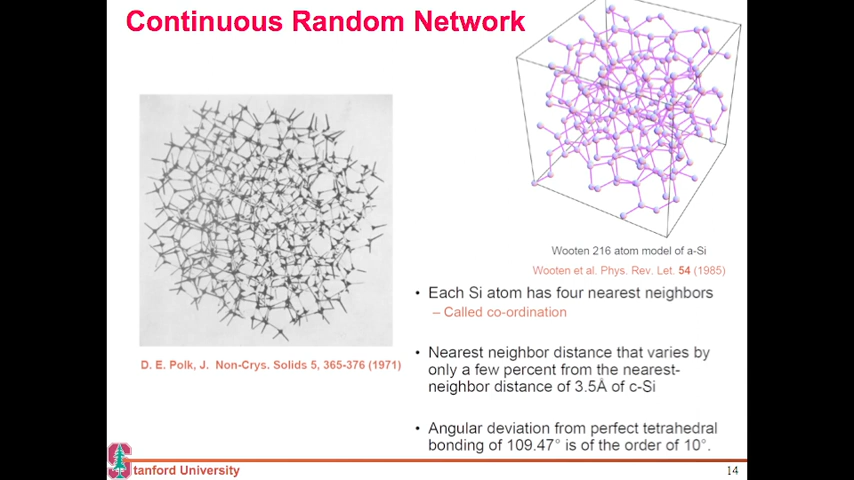 Continuous Random Network
Wooten 216 atom model of a-Si
Wooten et al. Phys. Rev. Let. 54 (1985)
• Each Si atom has four nearest neighbors
– Called co-ordination
D. E. Polk, J. Non-Crys. Solids 5, 365-376 (1971)
• Nearest neighbor distance that varies by
only a few percent from the nearest-
neighbor distance of 3.5Å of c-Si
• Angular deviation from perfect tetrahedral
bonding of 109.47° is of the order of 10°.
Stanford University
14